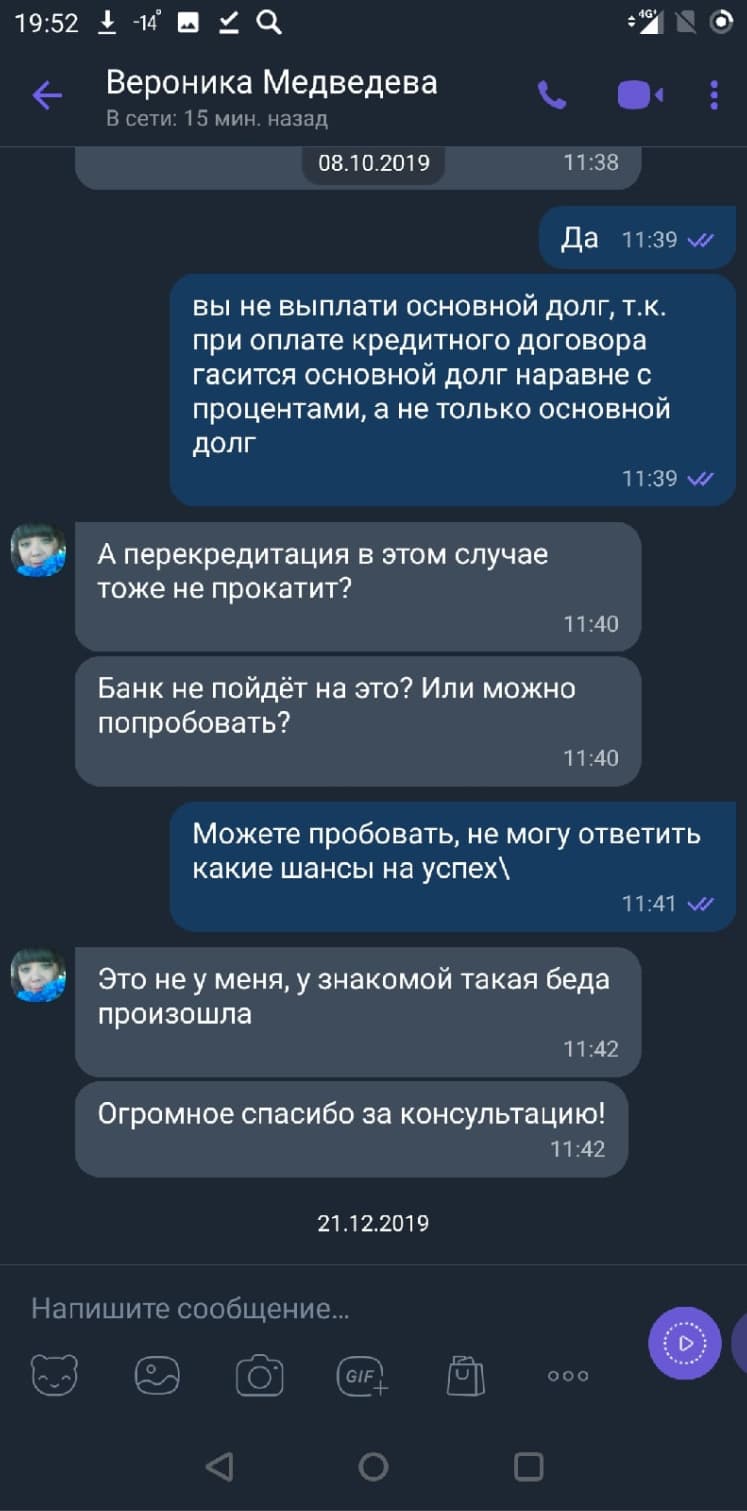 19:52 -14° 4G+
Вероника Медведева
В сети: 15 мин. назад
08.10.2019
11:38
Да 11:39
вы не выплати основной долг, т.к.
при оплате кредитного договора
гасится основной долг наравне с
процентами, а не только основной
долг
11:39
А перекредитация в этом случае
тоже не прокатит?
11:40
Банк не пойдёт на это? Или можно
попробовать?
11:40
Можете пробовать, не могу ответить
какие шансы на успех\
11:41
Это не у меня, у знакомой такая беда
произошла
11:42
Огромное спасибо за консультацию!
11:42
21.12.2019
Напишите сообщение...
GIF